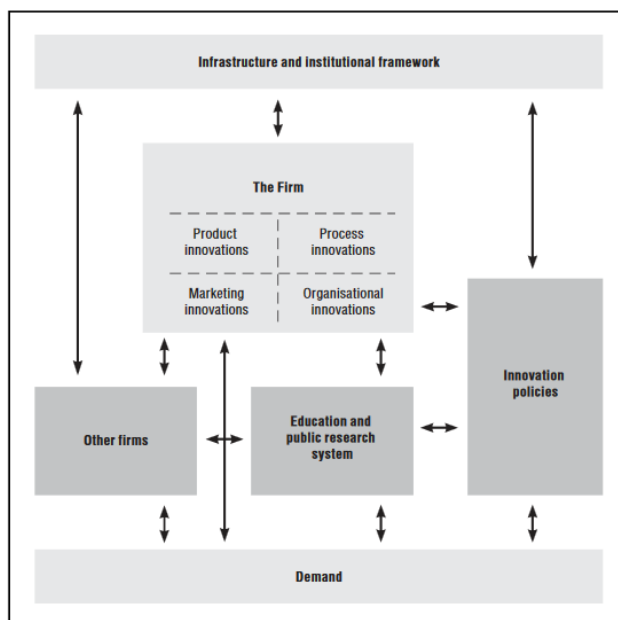 Infrastructure and institutional framework
The Firm
Product
innovations
Process
innovations
Marketing
innovations
Organisational
innovations
Innovation
policies
Other firms
Education and
public research
system
Demand